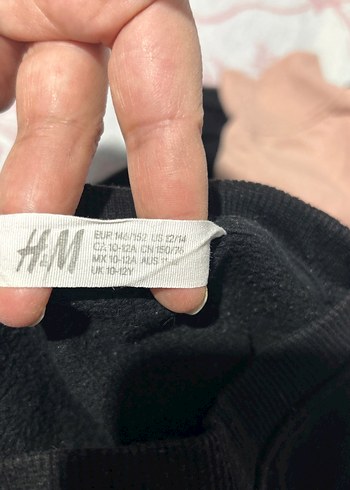 H&M
EUR 146/152 US 12/14
CA 10-12A CN 150/76
MX 10-12A AUS
UK 10-12Y